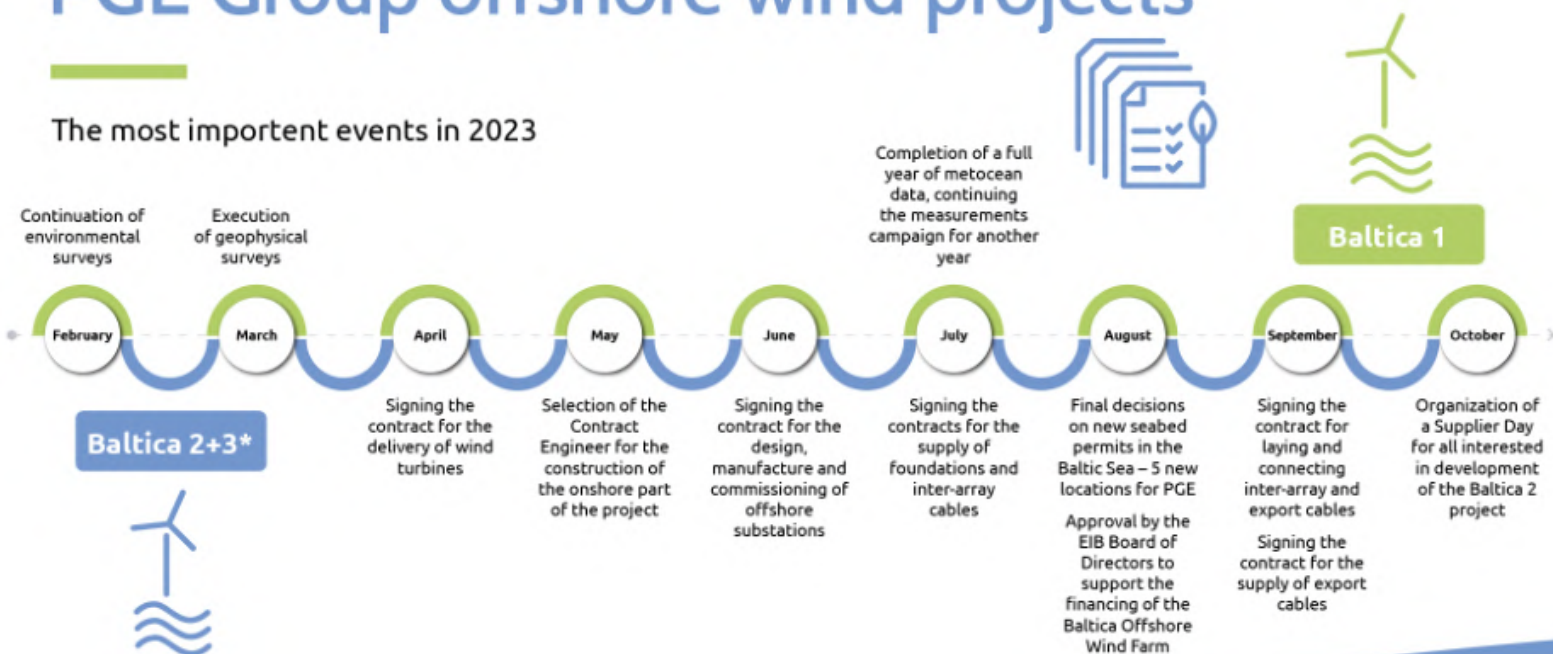 PGE Group offshore wind projects
The most importent events in 2023
Completion of a full
year of metocean
data, continuing
the measurements
campaign for another
year
Continuation of
environmental
surveys
Execution
of geophysical
surveys
Baltica 1
February
March
April
May
June
July
August
September
October
Baltica 2+3*
Signing the
contract for the
delivery of wind
turbines
Selection of the
Contract
Engineer for the
construction of
the onshore part
of the project
Signing the
contract for the
design,
manufacture and
commissioning of
offshore
substations
Signing the
contracts for the
supply of
foundations and
inter-array
cables
Final decisions
on new seabed
permits in the
Baltic Sea – 5 new
locations for PGE
Approval by the
EIB Board of
Directors to
support the
financing of the
Baltica Offshore
Wind Farm
Signing the
contract for
laying and
connecting
inter-array and
export cables
Signing the
contract for the
supply of export
cables
Organization of
a Supplier Day
for all interested
in development
of the Baltica 2
project